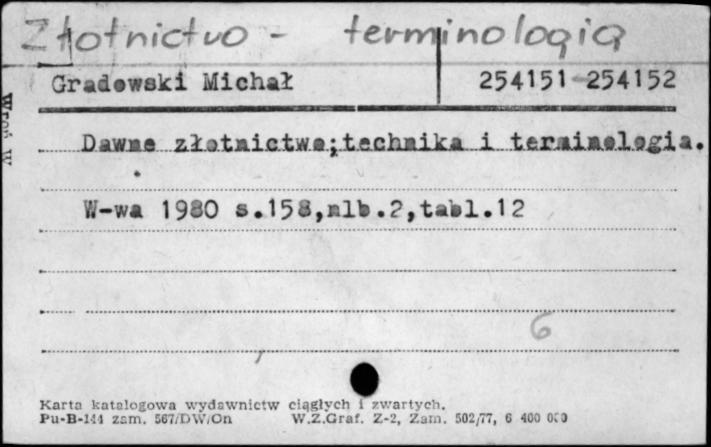 Złotnictwo - terminologia
Gradowski Michał 254151-254152
Dawne złotnictwo;technika i terminologia.
W-wa 1980 s.158,nlb.2,tabl.12
6
Karta katalogowa wydawnictw ciągłych i zwartych.
Pu-B-144 zam. 567/DW/On W.Z.Graf. Z-2, Zam. 502/77, 6 400 000